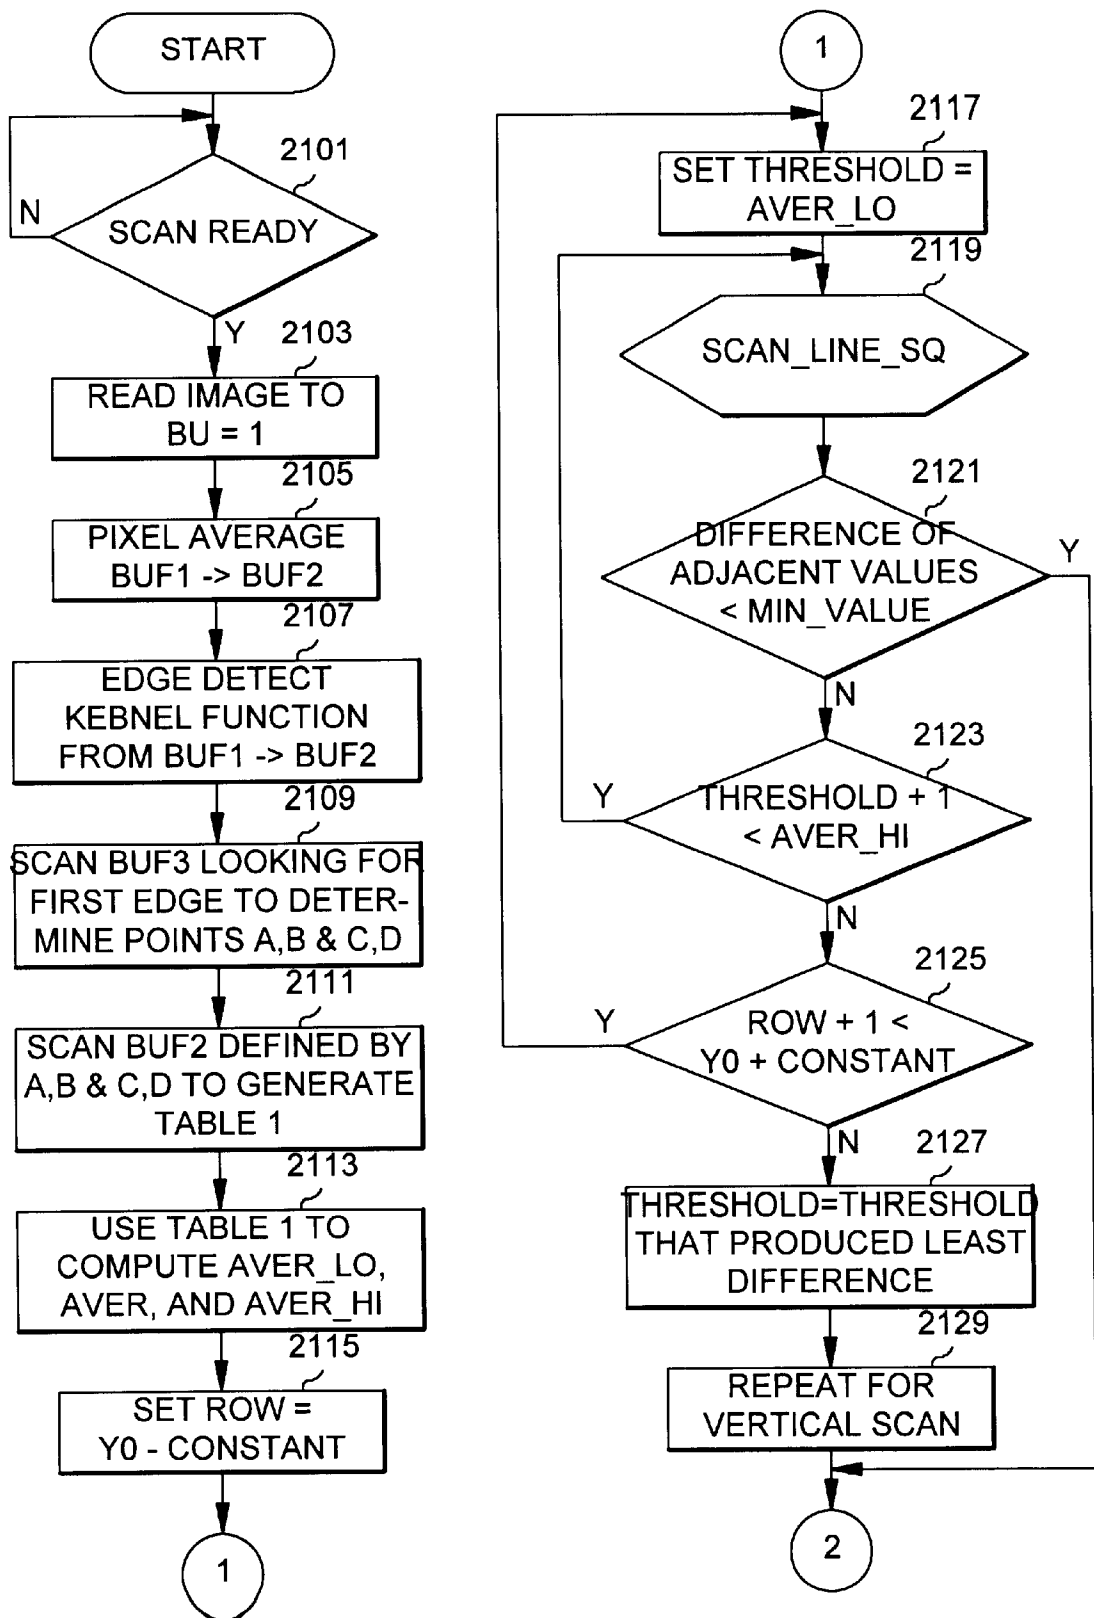 START
2101
N
SCAN READY
Y
2103
READ IMAGE TO
BU = 1
2105
PIXEL AVERAGE
BUF1 -> BUF2
2107
EDGE DETECT
KEBNEL FUNCTION
FROM BUF1 -> BUF2
2109
SCAN BUF3 LOOKING FOR
FIRST EDGE TO DETER-
MINE POINTS A,B & C,D
2111
SCAN BUF2 DEFINED BY
A,B & C,D TO GENERATE
TABLE 1
2113
USE TABLE 1 TO
COMPUTE AVER_LO,
AVER, AND AVER_HI
2115
SET ROW =
Y0 - CONSTANT
1
1
2117
SET THRESHOLD =
AVER_LO
2119
SCAN_LINE_SQ
2121
DIFFERENCE OF
ADJACENT VALUES
< MIN_VALUE
Y
N
2123
Y
THRESHOLD + 1
< AVER_HI
N
2125
Y
ROW + 1 <
Y0 + CONSTANT
N
2127
THRESHOLD=THRESHOLD
THAT PRODUCED LEAST
DIFFERENCE
2129
REPEAT FOR
VERTICAL SCAN
2